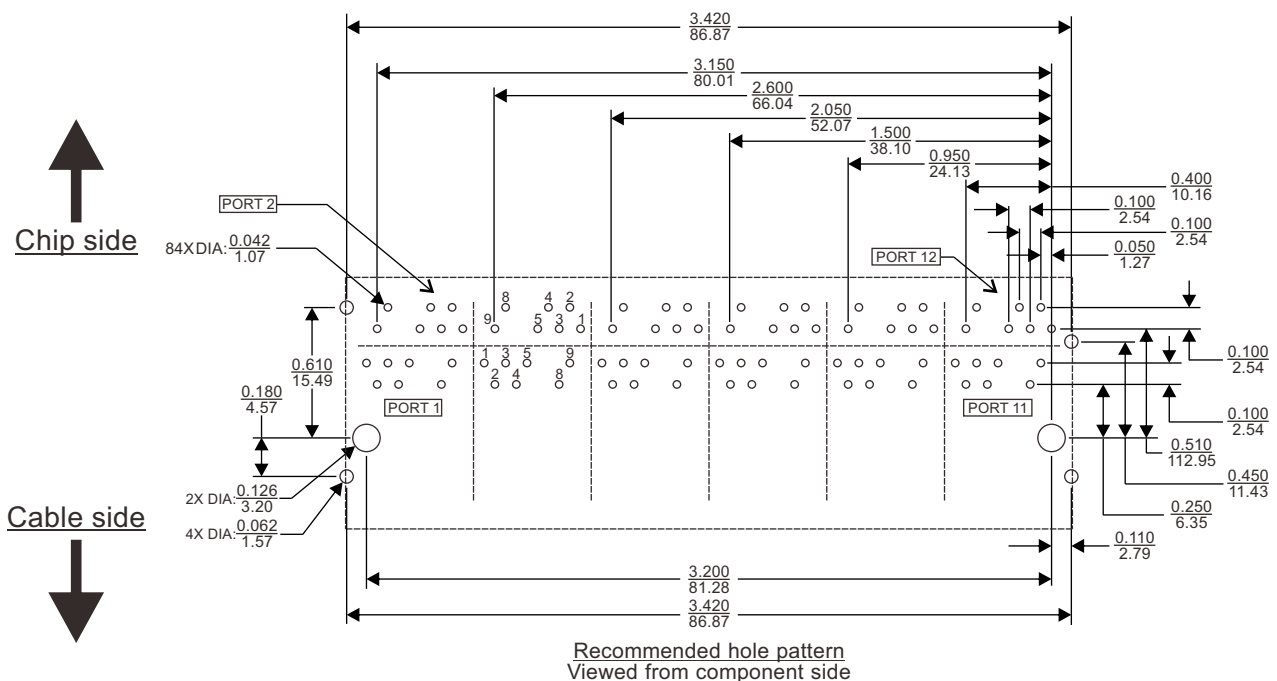 3.420
86.87
3.150
80.01
2.600
66.04
2.050
52.07
1.500
38.10
0.950
24.13
0.400
10.16
PORT 2
0.100
2.54
0.100
2.54
Chip side
84X DIA: 0.042
1.07
PORT 12
0.050
1.27
8 4 2
9 5 3 1
1 3 5 9
2 4 8
0.610
15.49
0.100
2.54
0.180
4.57
PORT 1
PORT 11
0.100
2.54
0.510
112.95
0.450
11.43
2X DIA: 0.126
3.20
0.250
6.35
Cable side
4X DIA: 0.062
1.57
0.110
2.79
3.200
81.28
3.420
86.87
Recommended hole pattern
Viewed from component side